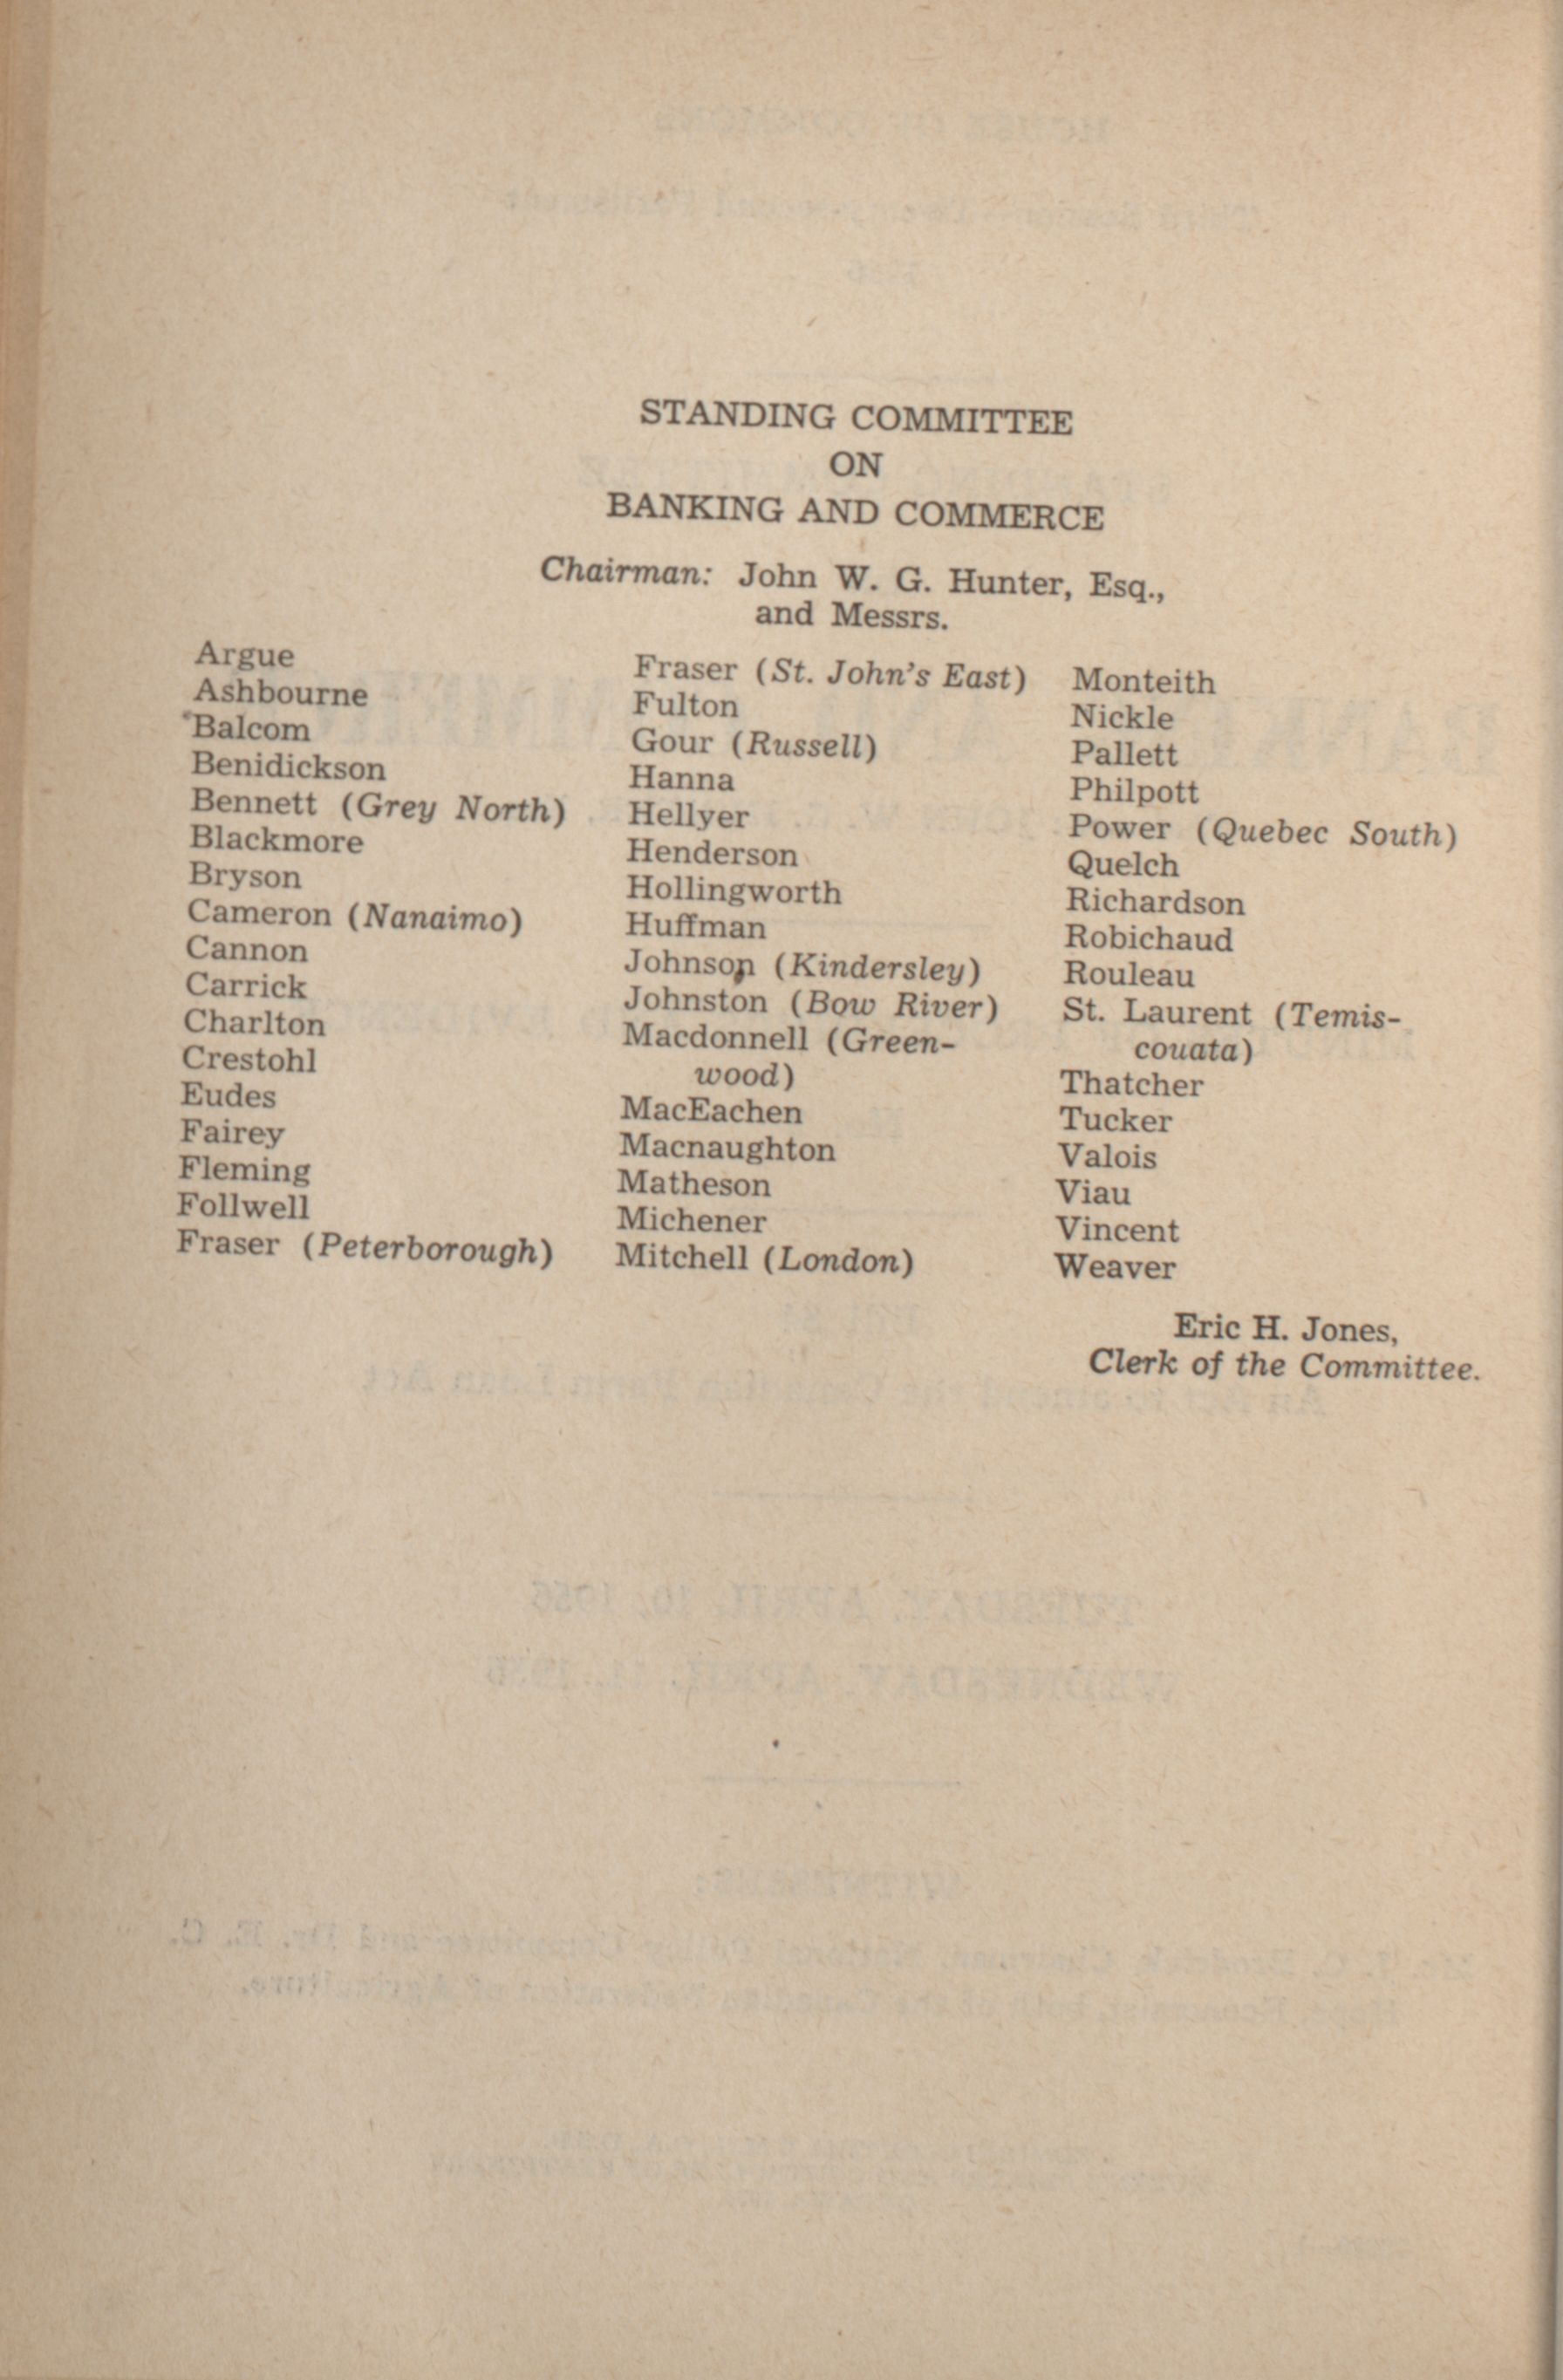 STANDING COMMITTEE
ON
BANKING AND COMMERCE
Chairman: John W. G. Hunter, Esq.,
and Messrs.
Argue
Ashbourne
Balcom
Benidickson
Bennett (Grey North)
Blackmore
Bryson
Cameron (Nanaimo)
Cannon
Carrick
Charlton
Crestohl
Eudes
Fairey
Fleming
Follwell
Fraser (Peterborough)
Fraser (St. John's East)
Fulton
Gour (Russell)
Hanna
Hellyer
Henderson
Hollingworth
Huffman
Johnson (Kindersley)
Johnston (Bow River)
Macdonnell (Green-
wood)
MacEachen
Macnaughton
Matheson
Michener
Mitchell (London)
Monteith
Nickle
Pallett
Philpott
Power (Quebec South)
Quelch
Richardson
Robichaud
Rouleau
St. Laurent (Temis-
couata)
Thatcher
Tucker
Valois
Viau
Vincent
Weaver
Eric H. Jones,
Clerk of the Committee.